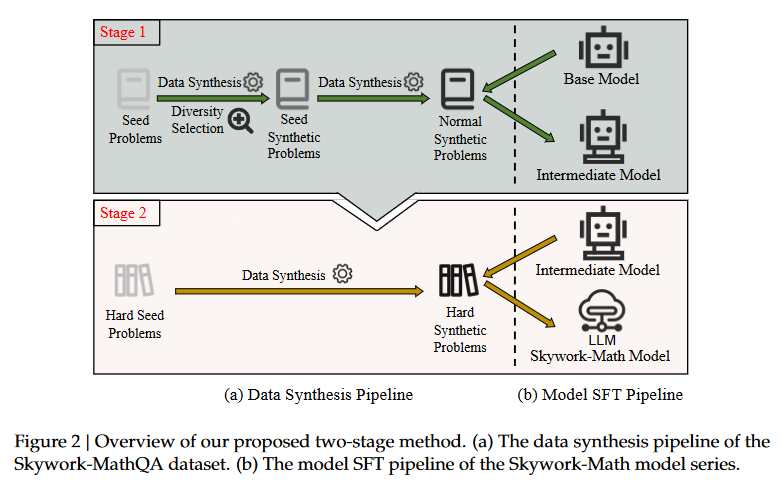 Stage 1
Data Synthesis
Diversity
Selection
Seed
Problems
Seed
Synthetic
Problems
Data Synthesis
Normal
Synthetic
Problems
Base Model
Intermediate Model
Stage 2
Hard Seed
Problems
Data Synthesis
Hard
Synthetic
Problems
Intermediate Model
LLM
Skywork-Math Model
(a) Data Synthesis Pipeline
(b) Model SFT Pipeline
Figure 2 | Overview of our proposed two-stage method. (a) The data synthesis pipeline of the
Skywork-MathQA dataset. (b) The model SFT pipeline of the Skywork-Math model series.